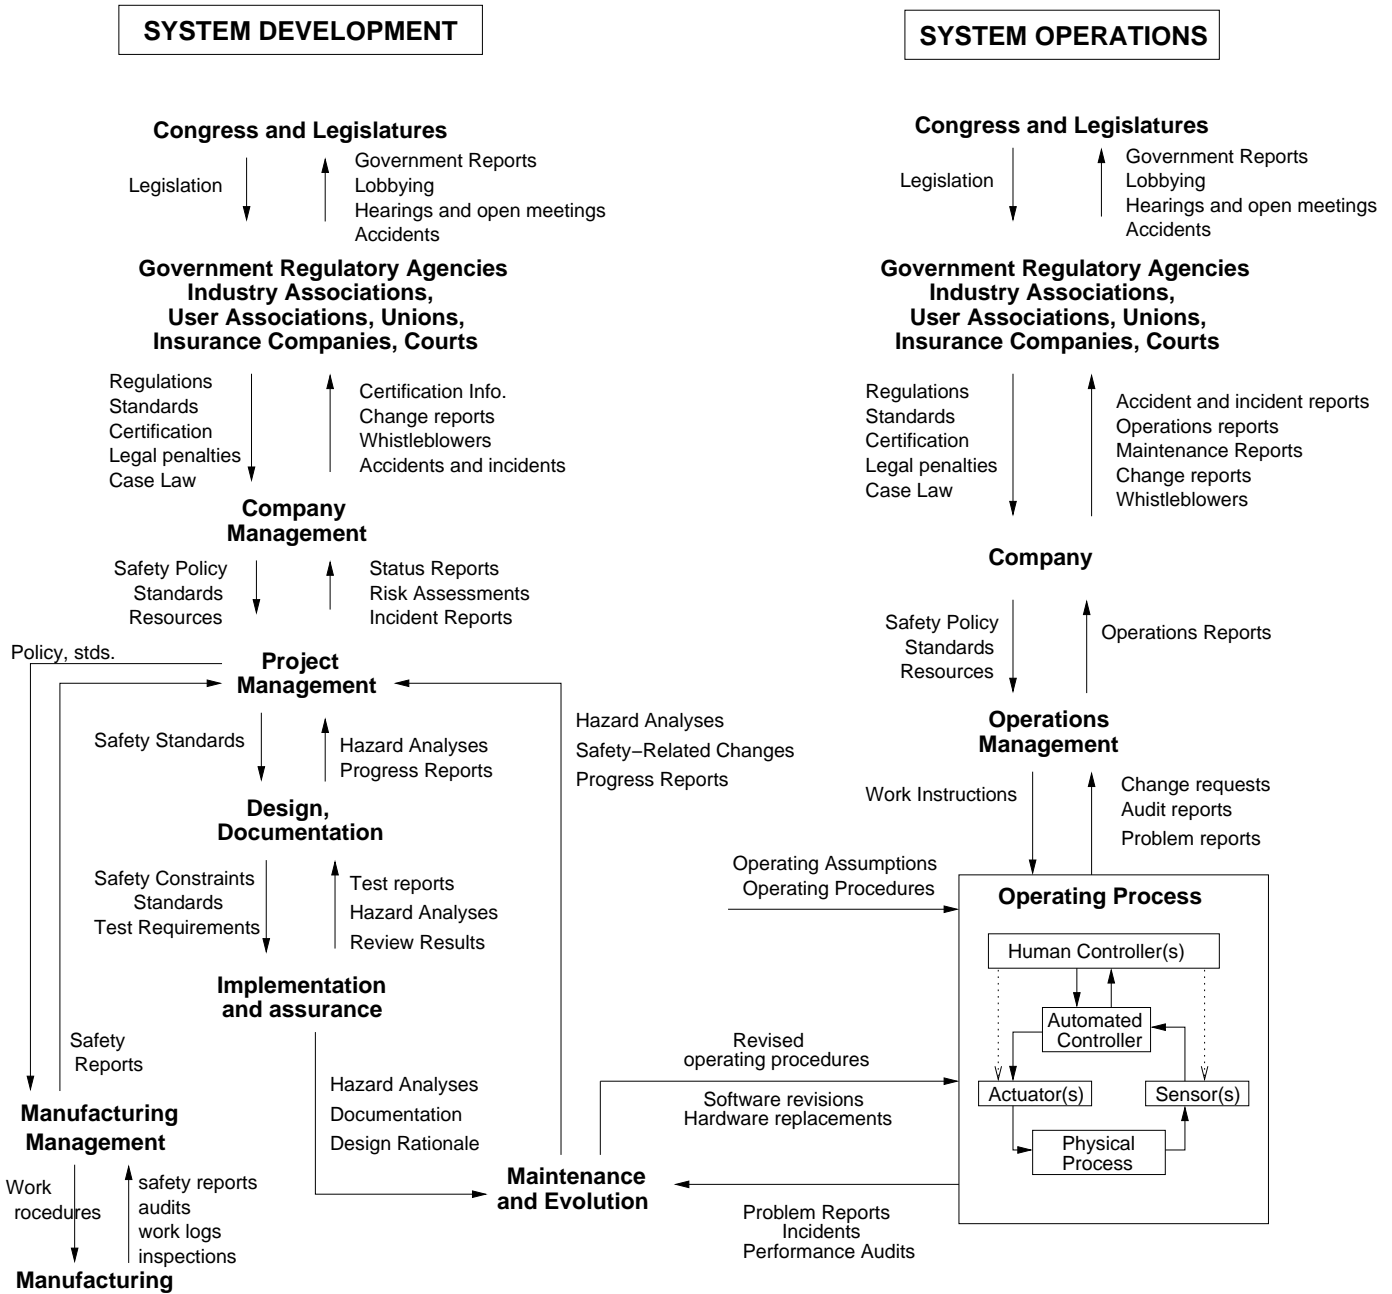 SYSTEM DEVELOPMENT
Congress and Legislatures
Legislation
Government Reports
Lobbying
Hearings and open meetings
Accidents
Government Regulatory Agencies
Industry Associations,
User Associations, Unions,
Insurance Companies, Courts
Regulations
Standards
Certification
Legal penalties
Case Law
Certification Info.
Change reports
Whistleblowers
Accidents and incidents
Company
Management
Safety Policy
Standards
Resources
Status Reports
Risk Assessments
Incident Reports
Policy, stds.
Project
Management
Safety Standards
Hazard Analyses
Progress Reports
Hazard Analyses
Safety−Related Changes
Progress Reports
Design,
Documentation
Safety Constraints
Standards
Test Requirements
Test reports
Hazard Analyses
Review Results
Implementation
and assurance
Safety
Reports
Hazard Analyses
Documentation
Design Rationale
Manufacturing
Management
Work
rocedures
safety reports
audits
work logs
inspections
Manufacturing
Maintenance
and Evolution
Revised
operating procedures
Software revisions
Hardware replacements
Problem Reports
Incidents
Performance Audits
SYSTEM OPERATIONS
Congress and Legislatures
Legislation
Government Reports
Lobbying
Hearings and open meetings
Accidents
Government Regulatory Agencies
Industry Associations,
User Associations, Unions,
Insurance Companies, Courts
Regulations
Standards
Certification
Legal penalties
Case Law
Accident and incident reports
Operations reports
Maintenance Reports
Change reports
Whistleblowers
Company
Safety Policy
Standards
Resources
Operations Reports
Operations
Management
Work Instructions
Change requests
Audit reports
Problem reports
Operating Assumptions
Operating Procedures
Operating Process
Human Controller(s)
Automated
Controller
Actuator(s)
Sensor(s)
Physical
Process